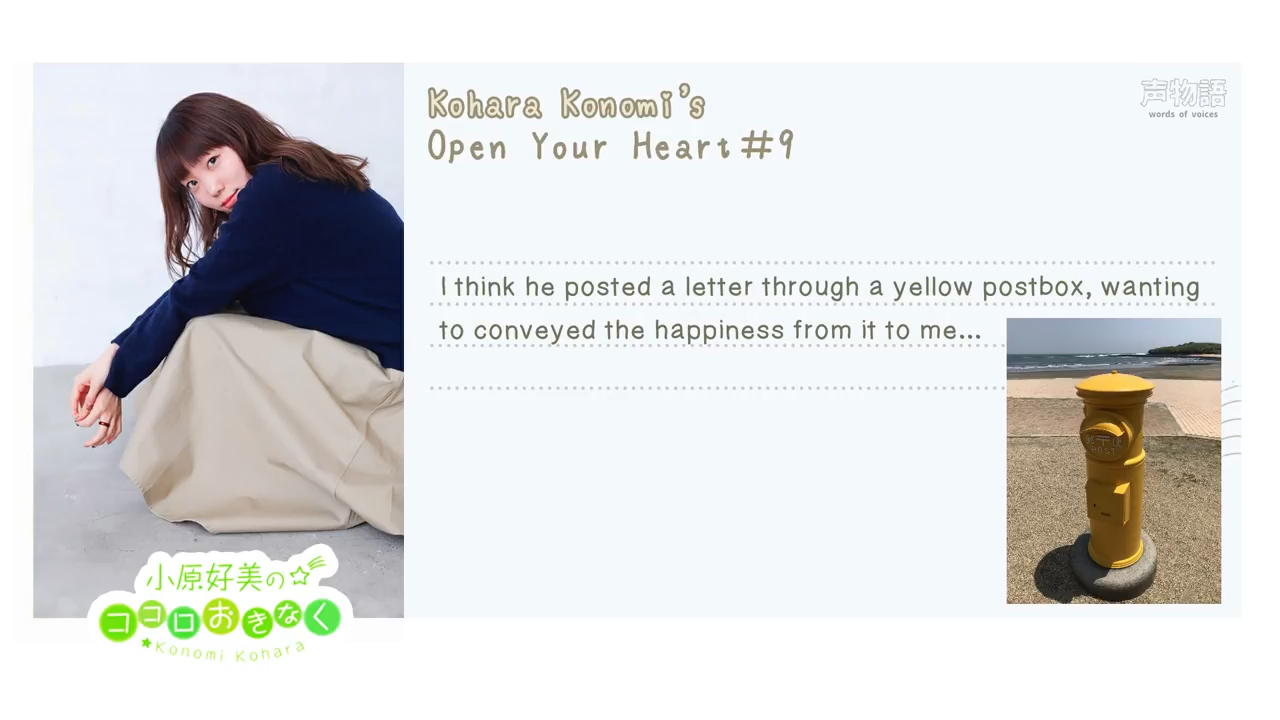 Kohara Konomi's
Open Your Heart #9
声物語
words of voices
I think he posted a letter through a yellow postbox, wanting
to conveyed the happiness from it to me...
POST
小原好美の☆
ココロおきなく
★Konomi Kohara